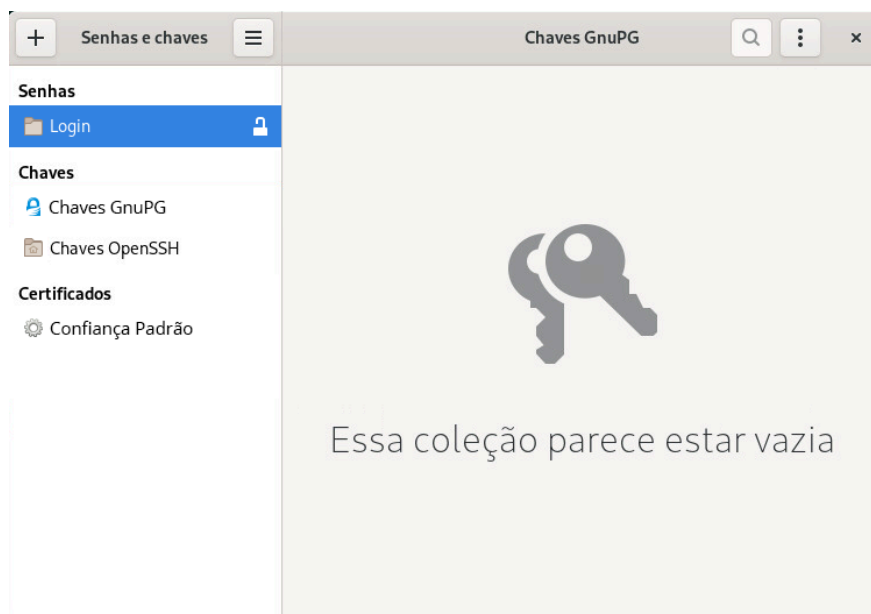 Senhas e chaves
Chaves GnuPG
Senhas
Login
Chaves
Chaves GnuPG
Chaves OpenSSH
Certificados
Confiança Padrão
Essa coleção parece estar vazia